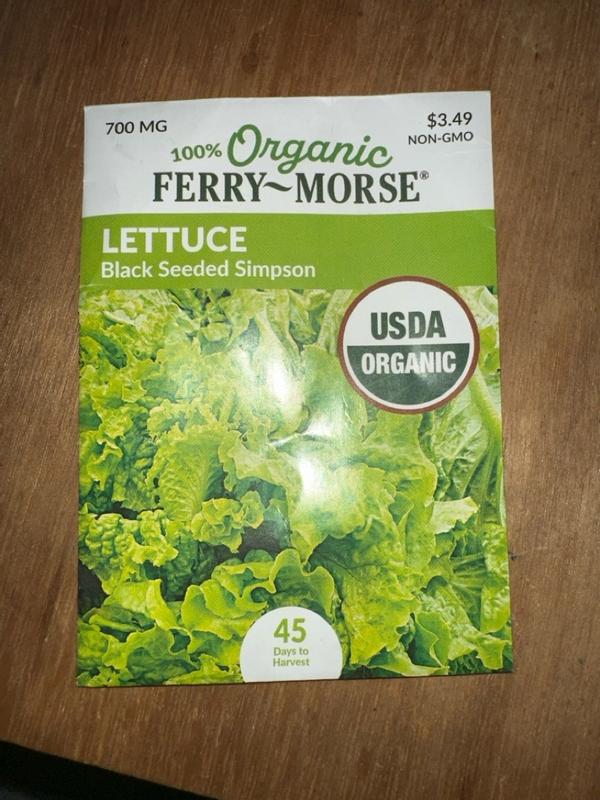 700 MG
$3.49
NON-GMO
100% Organic
FERRY~MORSE®
LETTUCE
Black Seeded Simpson
USDA
ORGANIC
45
Days to
Harvest